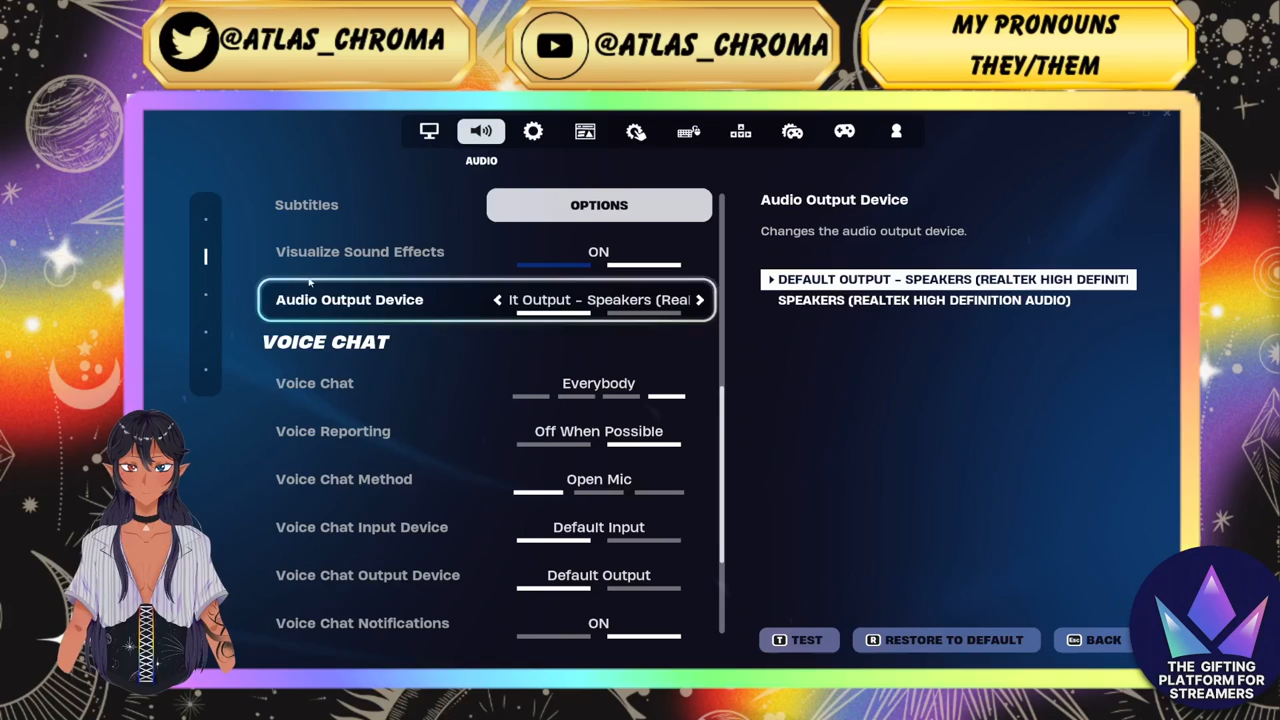 @ATLAS_CHROMA
@ATLAS_CHROMA
MY PRONOUNS
THEY/THEM
AUDIO
Subtitles
OPTIONS
Visualize Sound Effects
ON
Audio Output Device
lt Output - Speakers (Real
VOICE CHAT
Voice Chat
Everybody
Voice Reporting
Off When Possible
Voice Chat Method
Open Mic
Voice Chat Input Device
Default Input
Voice Chat Output Device
Default Output
Voice Chat Notifications
ON
Audio Output Device
Changes the audio output device.
DEFAULT OUTPUT - SPEAKERS (REALTEK HIGH DEFINITI
SPEAKERS (REALTEK HIGH DEFINITION AUDIO)
T TEST
R RESTORE TO DEFAULT
Esc BACK
THE GIFTING
PLATFORM FOR
STREAMERS